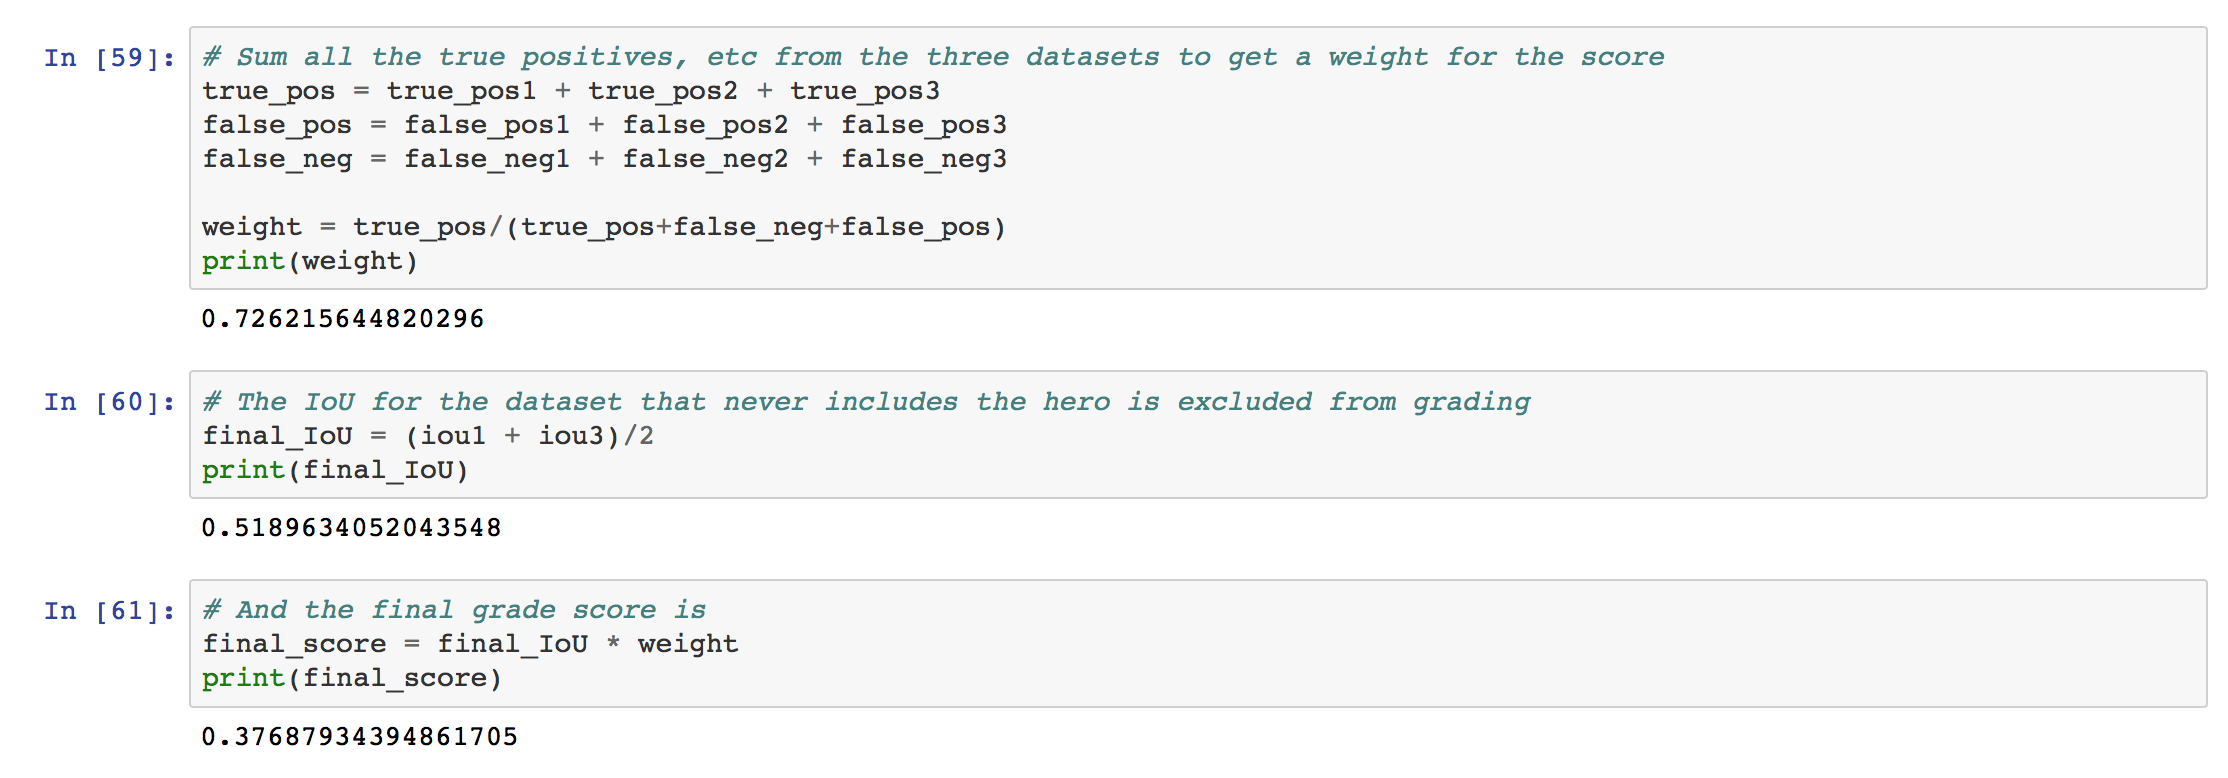 In [59]: # Sum all the true positives, etc from the three datasets to get a weight for the score
true_pos = true_pos1 + true_pos2 + true_pos3
false_pos = false_pos1 + false_pos2 + false_pos3
false_neg = false_neg1 + false_neg2 + false_neg3
weight = true_pos/(true_pos+false_neg+false_pos)
print(weight)
0.726215644820296
In [60]: # The IoU for the dataset that never includes the hero is excluded from grading
final_IoU = (iou1 + iou3)/2
print(final_IoU)
0.5189634052043548
In [61]: # And the final grade score is
final_score = final_IoU * weight
print(final_score)
0.37687934394861705